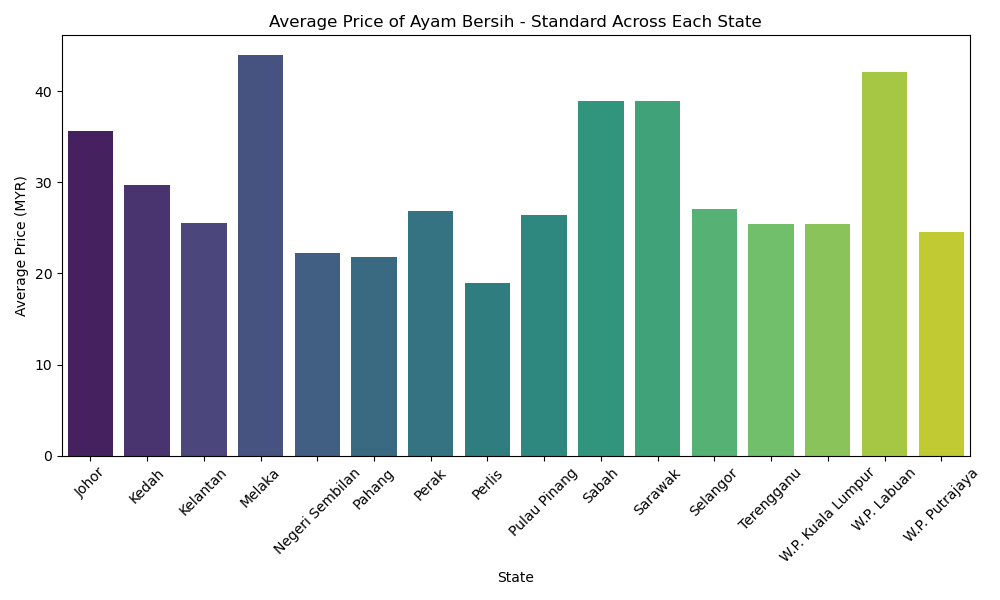 Average Price of Ayam Bersih - Standard Across Each State
Average Price (MYR)
40
30
20
10
0
Johor
Kedah
Kelantan
Melaka
Negeri Sembilan
Pahang
Perak
Perlis
Pulau Pinang
Sabah
Sarawak
Selangor
Terengganu
W.P. Kuala Lumpur
W.P. Labuan
W.P. Putrajaya
State